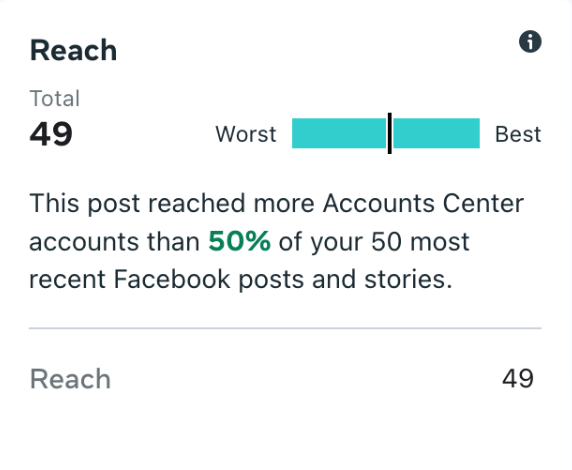 Reach
Total
49
Worst
Best
This post reached more Accounts Center
accounts than 50% of your 50 most
recent Facebook posts and stories.
Reach 49